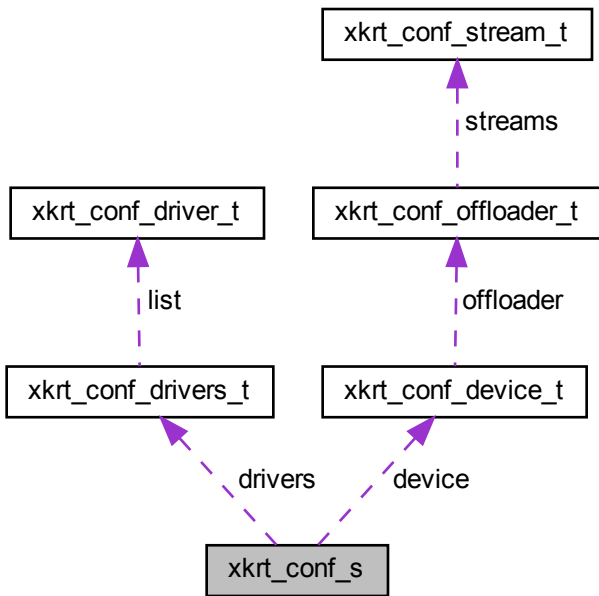 xkrt_conf_stream_t
streams
xkrt_conf_driver_t
xkrt_conf_offloader_t
list
offloader
xkrt_conf_drivers_t
xkrt_conf_device_t
drivers
device
xkrt_conf_s